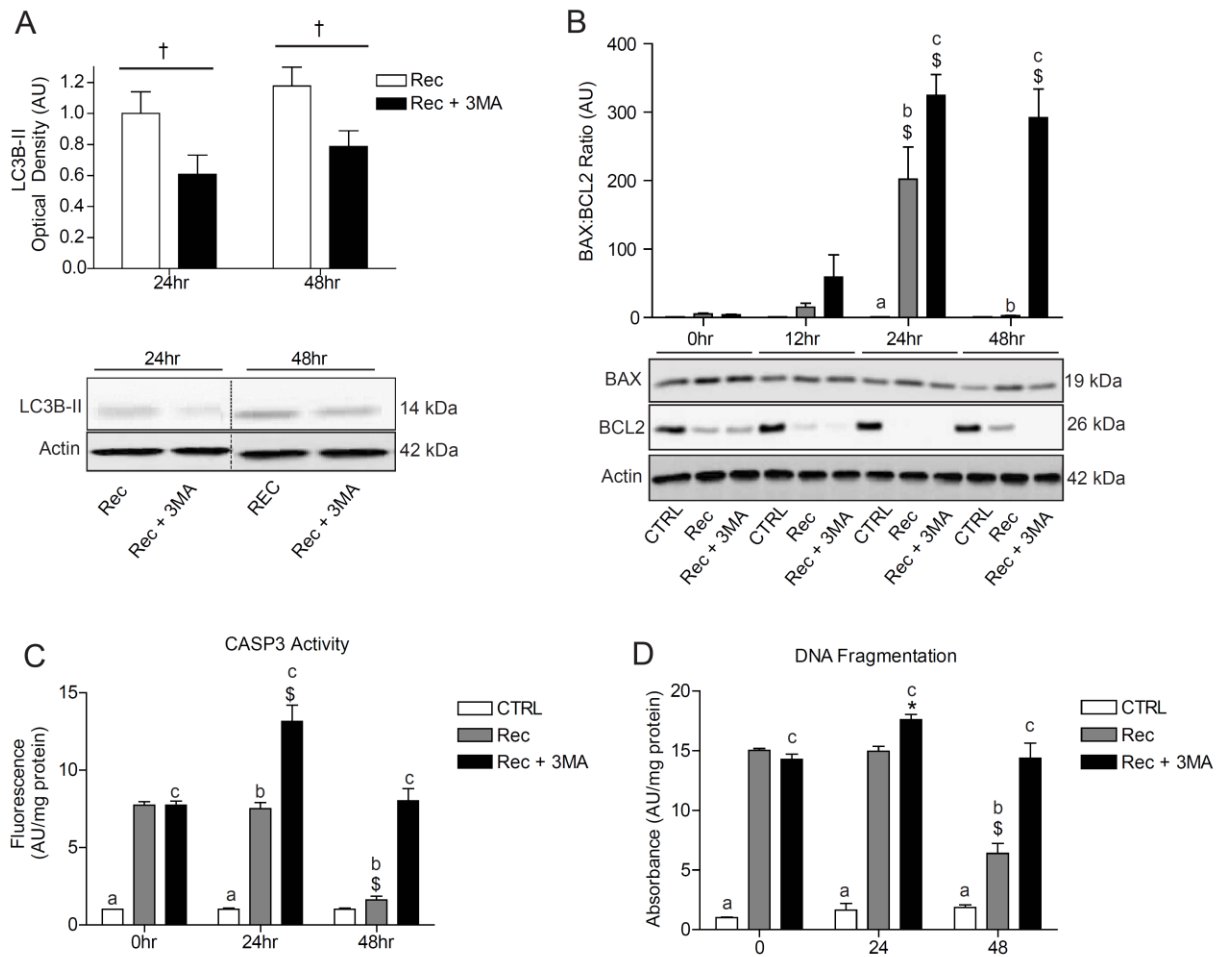 A
†
†
LC3B-II
Optical Density (AU)
1.2
1.0
0.8
0.6
0.4
0.2
0.0
24hr
48hr
Rec
Rec + 3MA
24hr
48hr
LC3B-II
14 kDa
Actin
42 kDa
Rec
Rec + 3MA
REC
Rec + 3MA
B
BAX:BCL2 Ratio (AU)
400
300
200
100
0
a
b
$
c
$
b
c
$
0hr
12hr
24hr
48hr
BAX
19 kDa
BCL2
26 kDa
Actin
42 kDa
CTRL
Rec
Rec + 3MA
CTRL
Rec
Rec + 3MA
CTRL
Rec
Rec + 3MA
CTRL
Rec
Rec + 3MA
C
CASP3 Activity
Fluorescence
(AU/mg protein)
15
10
5
0
a
c
a
b
c
$
b
$
c
0hr
24hr
48hr
CTRL
Rec
Rec + 3MA
D
DNA Fragmentation
Absorbance (AU/mg protein)
20
15
10
5
0
a
c
a
c
*
a
b
$
c
0
24
48
CTRL
Rec
Rec + 3MA